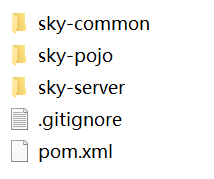 sky-common
sky-pojo
sky-server
.gitignore
pom.xml